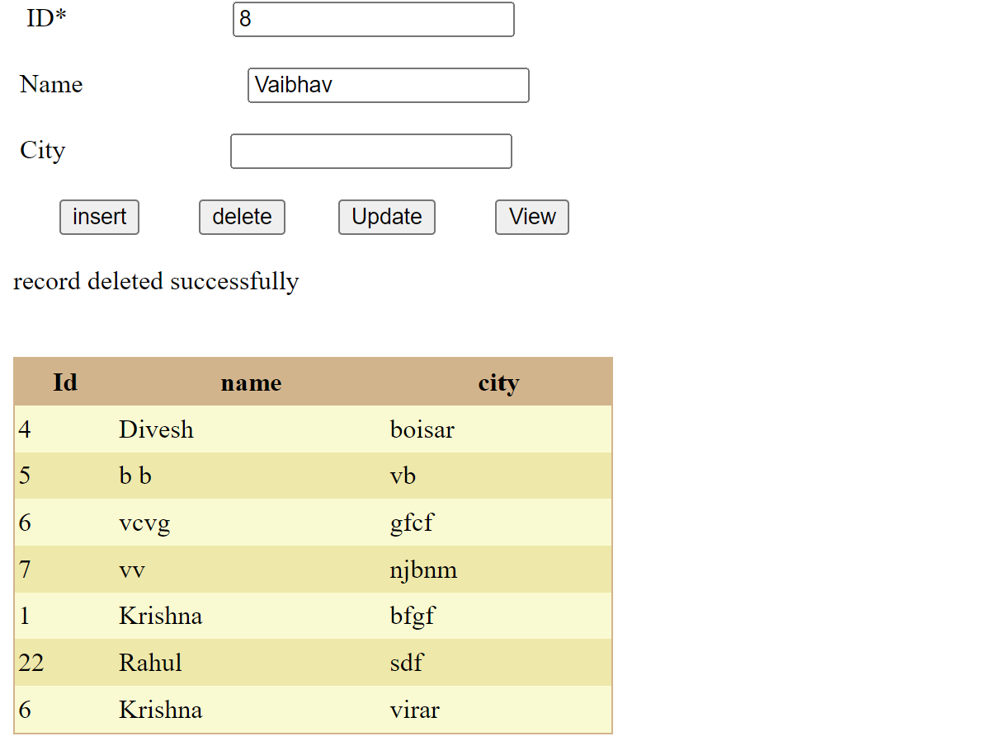 ID* 8
Name Vaibhav
City
insert delete Update View
record deleted successfully
Id name city
4 Divesh boisar
5 b b vb
6 vcvg gfcf
7 vv njbnm
1 Krishna bfgf
22 Rahul sdf
6 Krishna virar